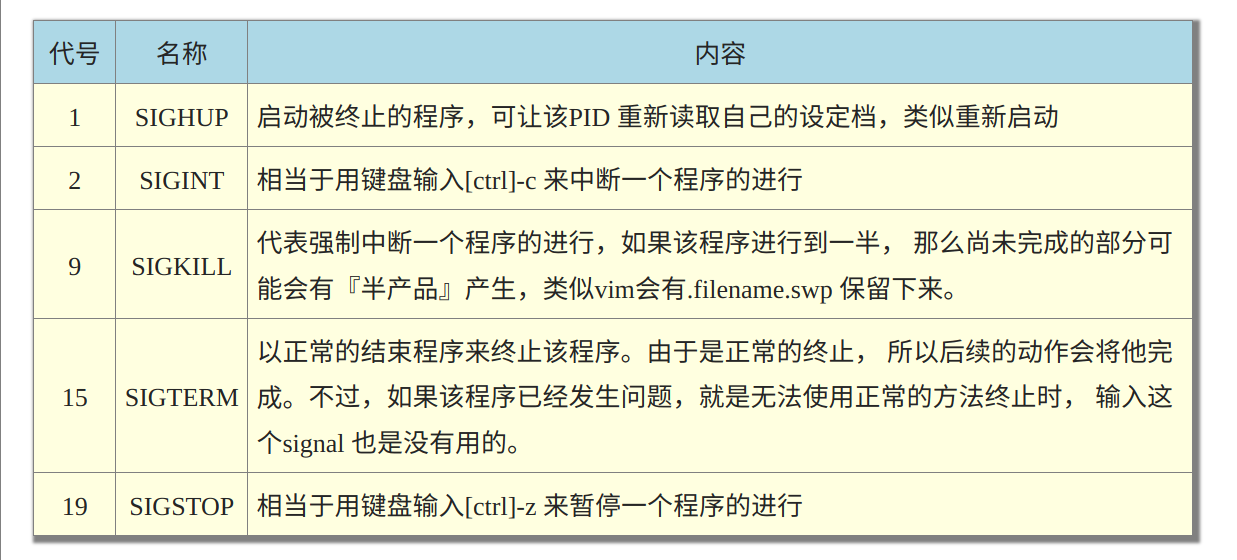 代号 名称 内容
1 SIGHUP 启动被终止的程序，可让该PID 重新读取自己的设定档，类似重新启动
2 SIGINT 相当于用键盘输入[ctrl]-c 来中断一个程序的进行
代表强制中断一个程序的进行，如果该程序进行到一半， 那么尚未完成的部分可
9 SIGKILL
能会有『半产品』产生，类似vim会有.filename.swp 保留下来。
以正常的结束程序来终止该程序。由于是正常的终止， 所以后续的动作会将他完
15 SIGTERM 成。不过，如果该程序已经发生问题，就是无法使用正常的方法终止时， 输入这
个signal 也是没有用的。
19 SIGSTOP 相当于用键盘输入[ctrl]-z 来暂停一个程序的进行